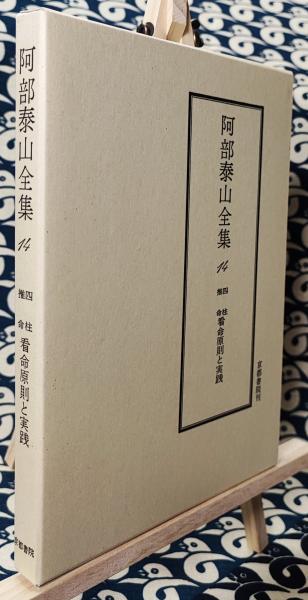 阿部泰山全集
14
四柱
推命
看命原則と実践
京都書院
阿部泰山全集
14
四柱
推命
看命原則と実践
京都書院刊